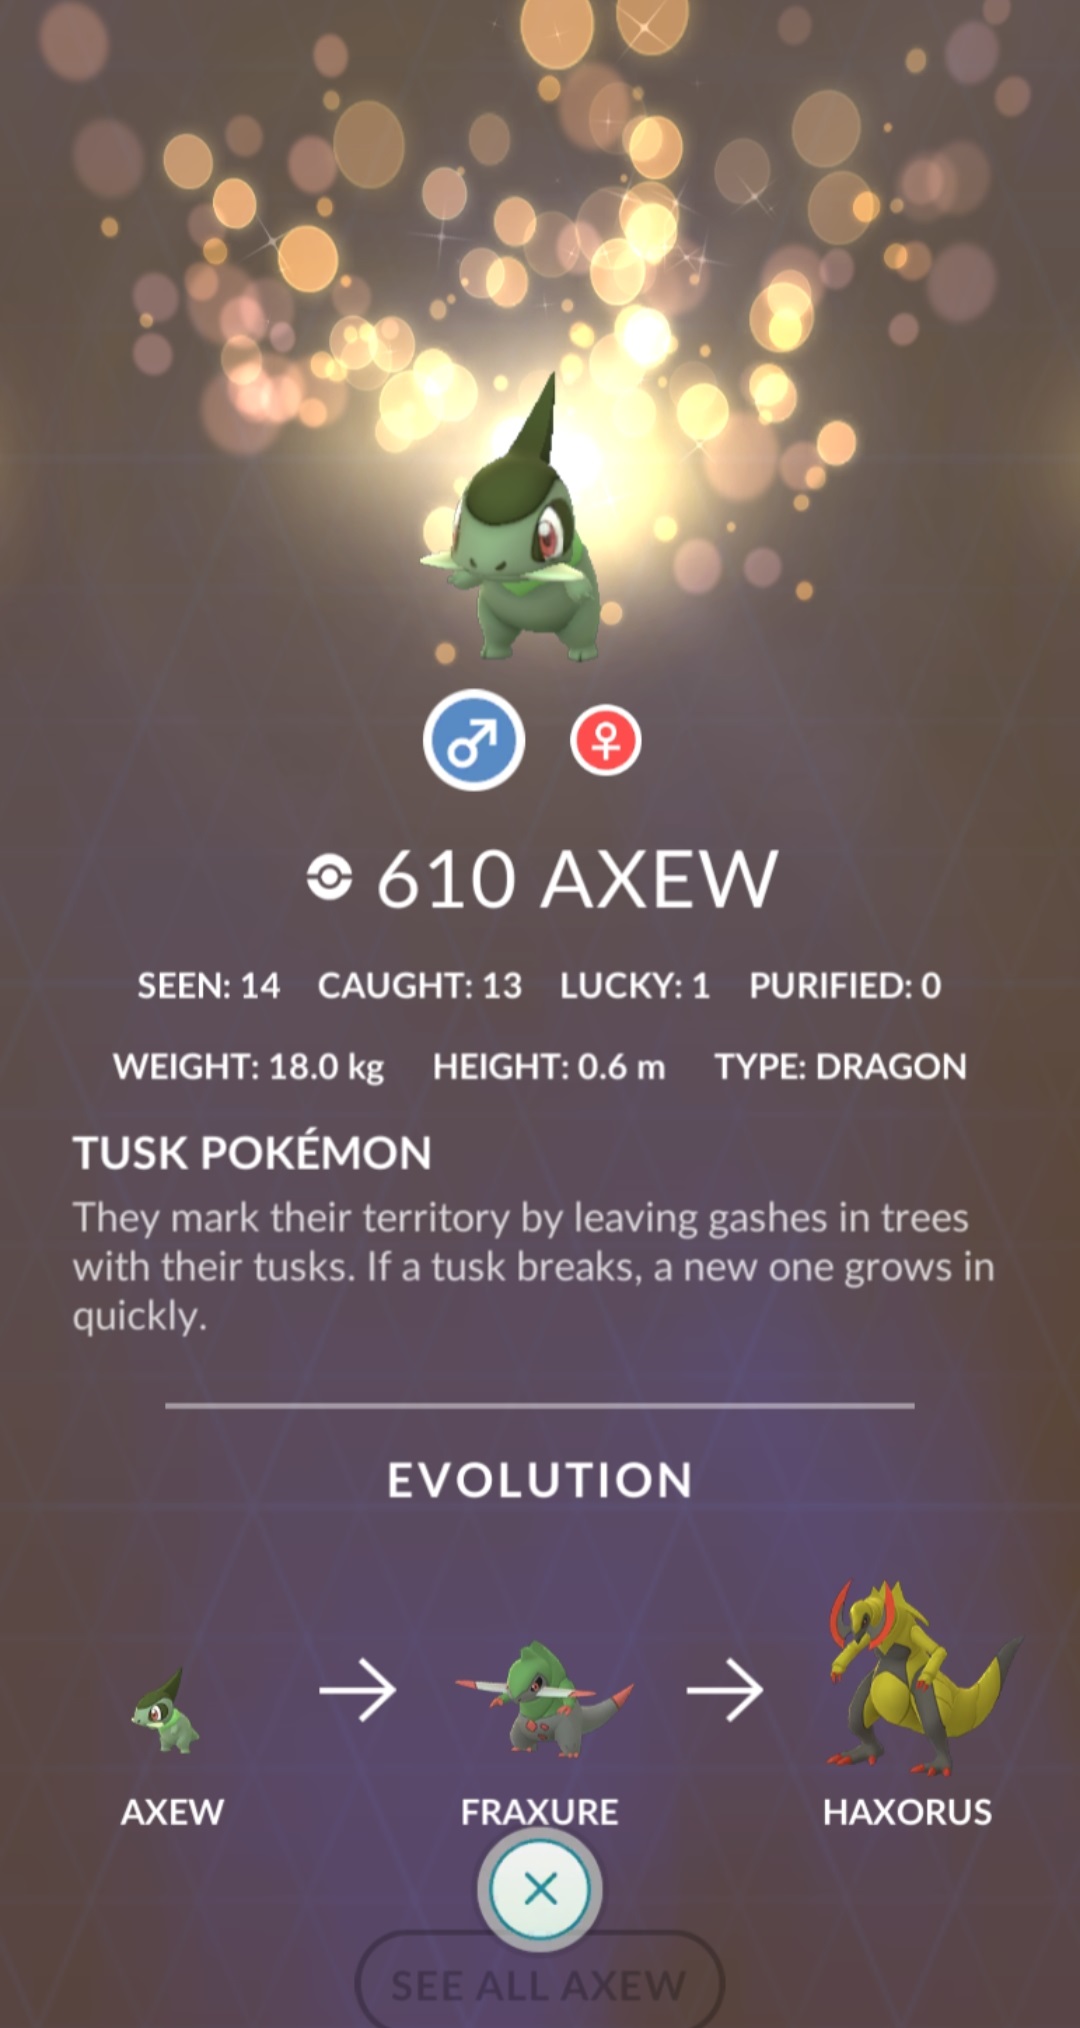 610 AXEW
SEEN: 14 CAUGHT: 13 LUCKY: 1 PURIFIED: 0
WEIGHT: 18.0 kg HEIGHT: 0.6 m TYPE: DRAGON
TUSK POKÉMON
They mark their territory by leaving gashes in trees
with their tusks. If a tusk breaks, a new one grows in
quickly.
EVOLUTION
AXEW FRAXURE HAXORUS
SEE ALL AXEW